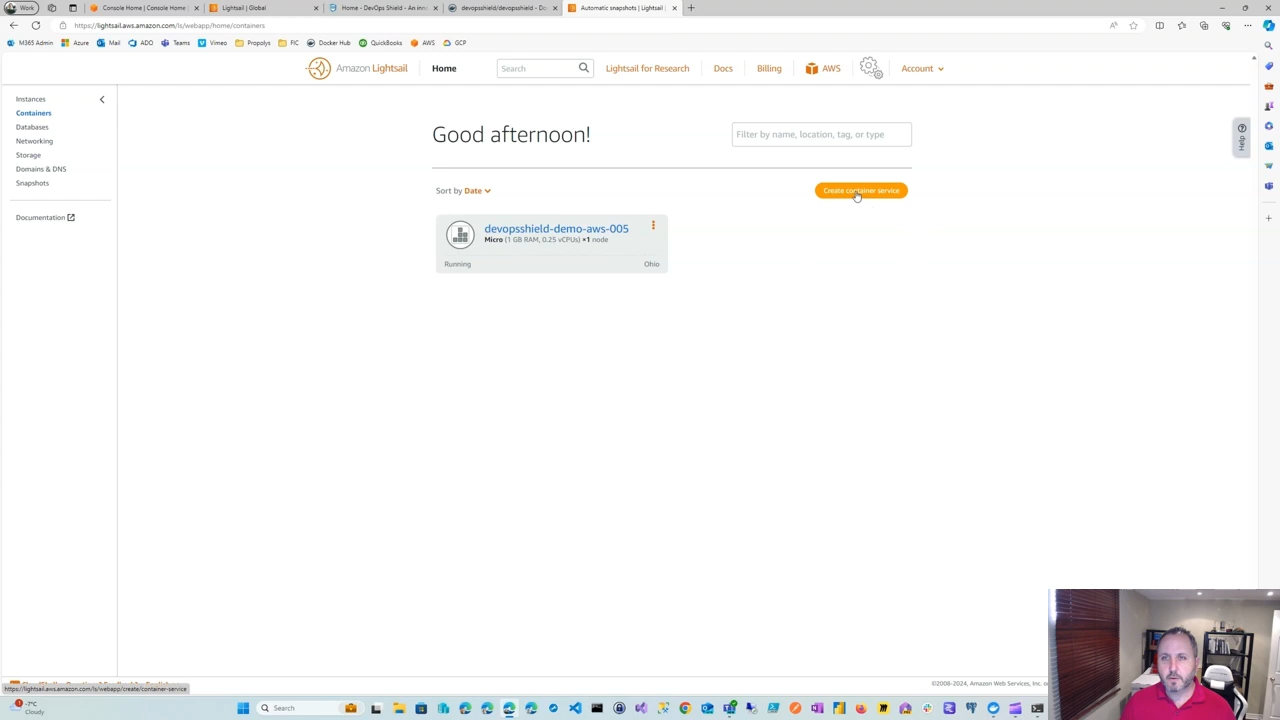 Work
Console Home | Console Home
Lightsail | Global
Home - DevOps Shield - An inn
devopsshield/devopsshield - Do
Automatic snapshots | Lightsail
https://lightsail.aws.amazon.com/ls/webapp/home/containers
M365 Admin
Azure
Mail
ADO
Teams
Vimeo
Propolys
FIC
Docker Hub
QuickBooks
AWS
GCP
Amazon Lightsail
Home
Search
Lightsail for Research
Docs
Billing
AWS
Account
Instances
Containers
Databases
Networking
Storage
Domains & DNS
Snapshots
Documentation
Good afternoon!
Filter by name, location, tag, or type
Help
Sort by Date
Create container service
devopsshield-demo-aws-005
Micro (1 GB RAM, 0.25 vCPUs) ×1 node
Running
Ohio
©2008-2024, Amazon Web Services, Inc. or
https://lightsail.aws.amazon.com/ls/webapp/create/container-service
-7°C
Cloudy
Search